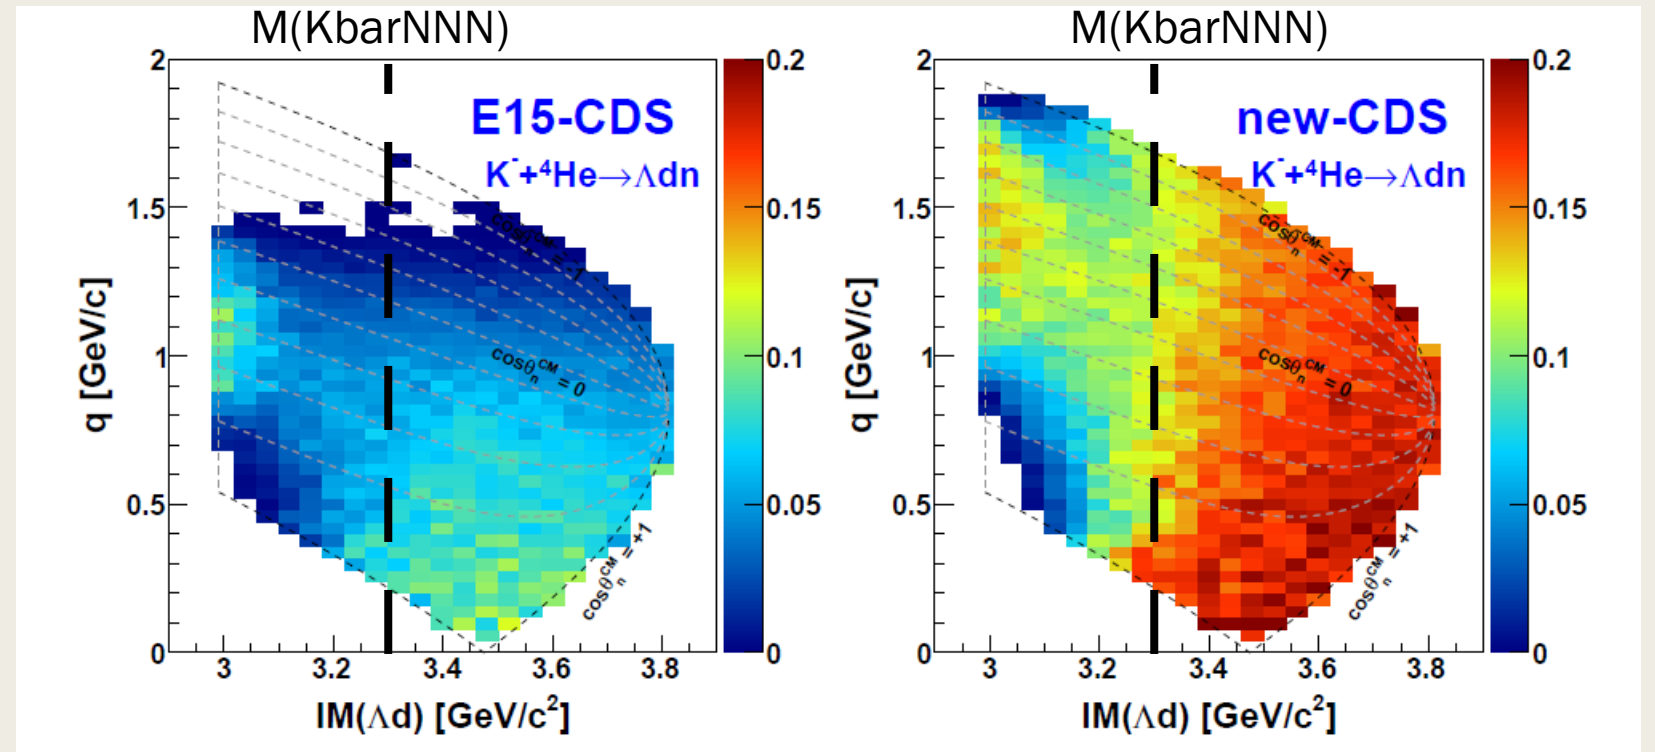 M(KbarNNN)
E15-CDS
K⁻+⁴He→Λdn
cosθₙᶜᴹ = -1
cosθₙᶜᴹ = 0
cosθₙᶜᴹ = +1
q [GeV/c]
2
1.5
1
0.5
0
3
3.2
3.4
3.6
3.8
IM(Λd) [GeV/c²]
0.2
0.15
0.1
0.05
0
M(KbarNNN)
new-CDS
K⁻+⁴He→Λdn
cosθₙᶜᴹ = -1
cosθₙᶜᴹ = 0
cosθₙᶜᴹ = +1
q [GeV/c]
2
1.5
1
0.5
0
3
3.2
3.4
3.6
3.8
IM(Λd) [GeV/c²]
0.2
0.15
0.1
0.05
0